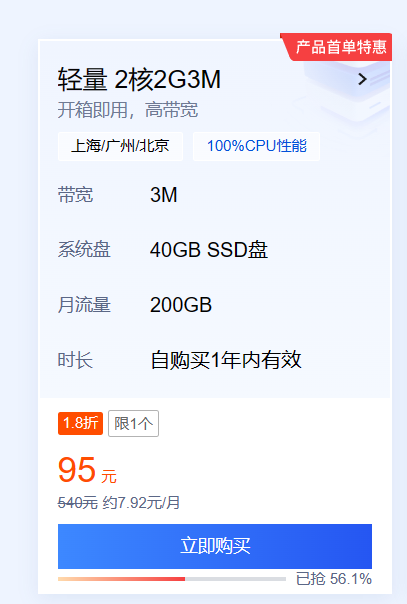 产品首单特惠
轻量 2核2G3M
开箱即用，高带宽
上海/广州/北京 100%CPU性能
带宽 3M
系统盘 40GB SSD盘
月流量 200GB
时长 自购买1年内有效
1.8折 限1个
95 元
540元 约7.92元/月
立即购买
已抢 56.1%